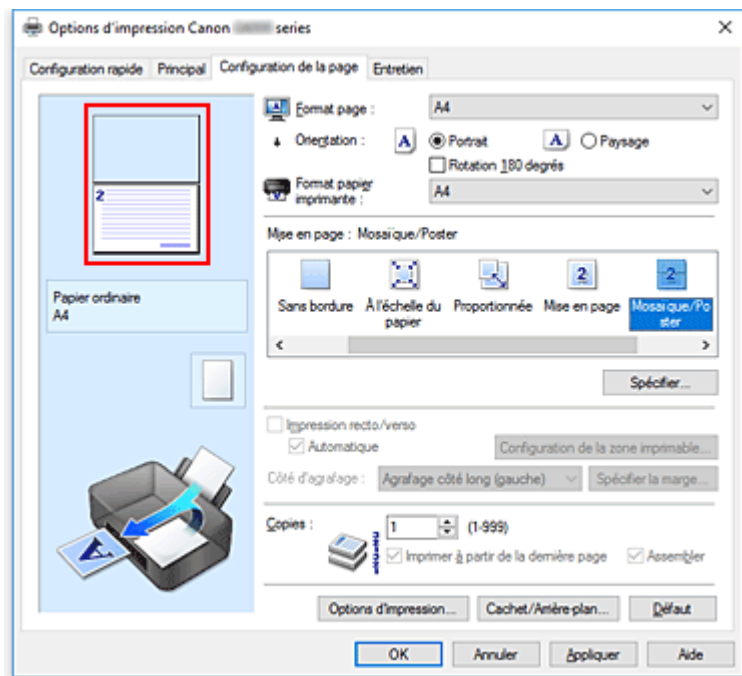 Options d'impression Canon series
Configuration rapide Principal Configuration de la page Entretien
Format page : A4
Orientation : A Portrait A Paysage
Rotation 180 degrés
Format papier imprimante : A4
2
Mise en page : Mosaïque/Poster
2 2
Sans bordure À l'échelle du papier Proportionnée Mise en page Mosaïque/Poster
Papier ordinaire
A4
Spécifier...
Impression recto/verso
Automatique Configuration de la zone imprimable...
Côté d'agrafage : Agrafage côté long (gauche) Spécifier la marge...
Copies : 1 (1-999)
Imprimer à partir de la dernière page Assembler
A
Options d'impression... Cachet/Arrière-plan... Défaut
OK Annuler Appliquer Aide